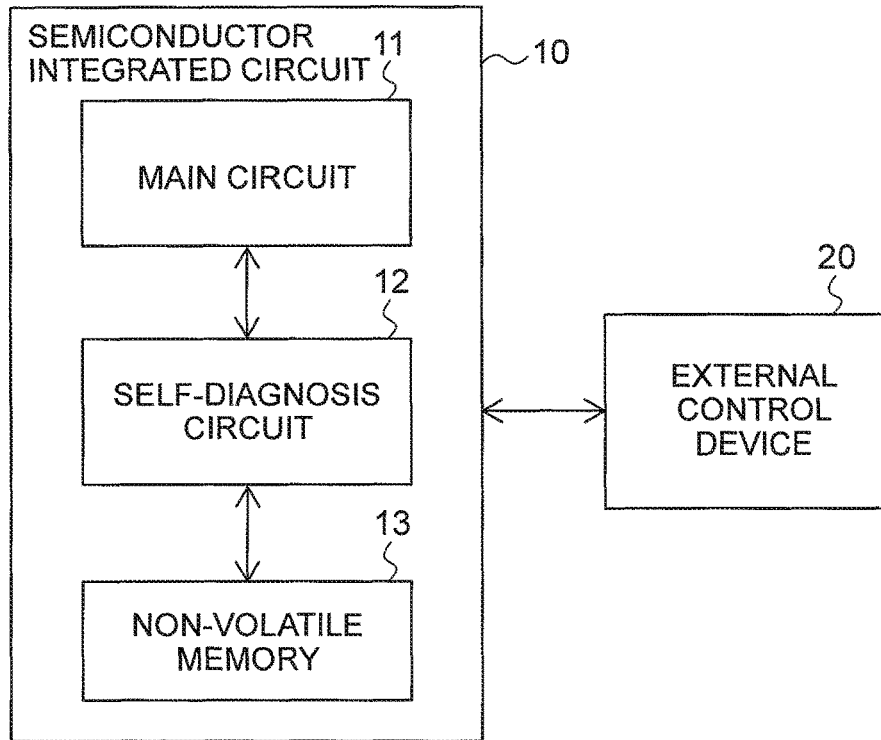 SEMICONDUCTOR
INTEGRATED CIRCUIT
10
11
MAIN CIRCUIT
12
SELF-DIAGNOSIS
CIRCUIT
13
NON-VOLATILE
MEMORY
20
EXTERNAL
CONTROL
DEVICE